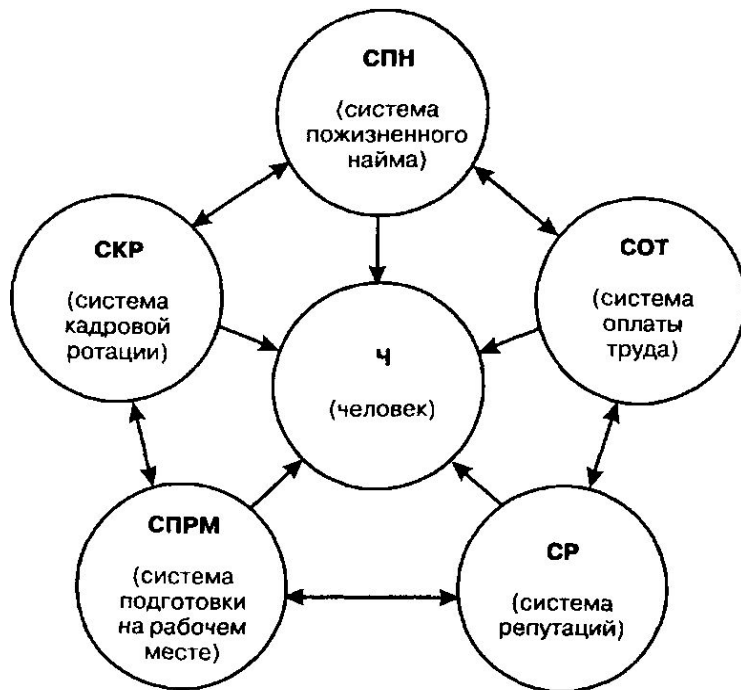 СПН
(система
пожизненного
найма)
СКР
(система
кадровой
ротации)
СОТ
(система
оплаты
труда)
Ч
(человек)
СПРМ
(система
подготовки
на рабочем
месте)
СР
(система
репутаций)